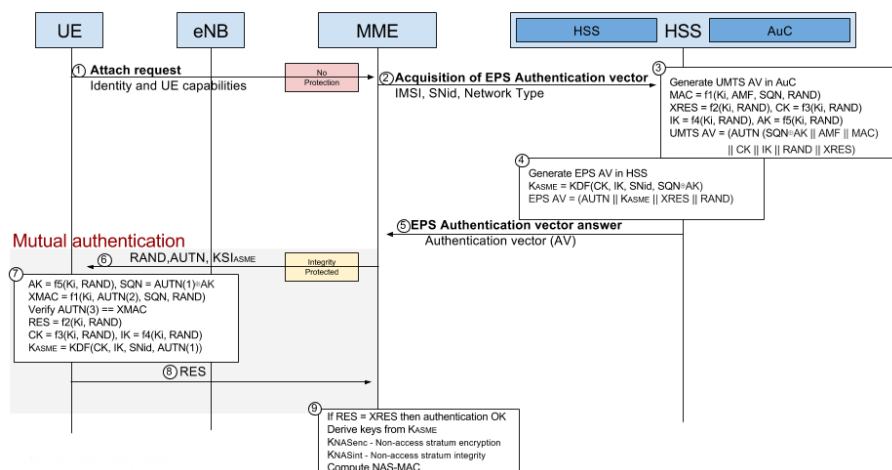 UE
eNB
MME
HSS
HSS
AuC
① Attach request
Identity and UE capabilities
No
Protection
② Acquisition of EPS Authentication vector
IMSI, SNid, Network Type
③
Generate UMTS AV in AuC
MAC = f1(Ki, AMF, SQN, RAND)
XRES = f2(Ki, RAND), CK = f3(Ki, RAND)
IK = f4(Ki, RAND), AK = f5(Ki, RAND)
UMTS AV = (AUTN (SQN⊕AK || AMF || MAC)
|| CK || IK || RAND || XRES)
④
Generate EPS AV in HSS
KASME = KDF(CK, IK, SNid, SQN⊕AK)
EPS AV = (AUTN || KASME || XRES || RAND)
⑤ EPS Authentication vector answer
Authentication vector (AV)
Mutual authentication
⑥ RAND,AUTN, KSIASME
Integrity
Protected
⑦
AK = f5(Ki, RAND), SQN = AUTN(1)⊕AK
XMAC = f1(Ki, AUTN(2), SQN, RAND)
Verify AUTN(3) == XMAC
RES = f2(Ki, RAND)
CK = f3(Ki, RAND), IK = f4(Ki, RAND)
KASME = KDF(CK, IK, SNid, AUTN(1))
⑧ RES
⑨
If RES = XRES then authentication OK
Derive keys from KASME
KNASenc - Non-access stratum encryption
KNASint - Non-access stratum integrity
Compute NAS-MAC